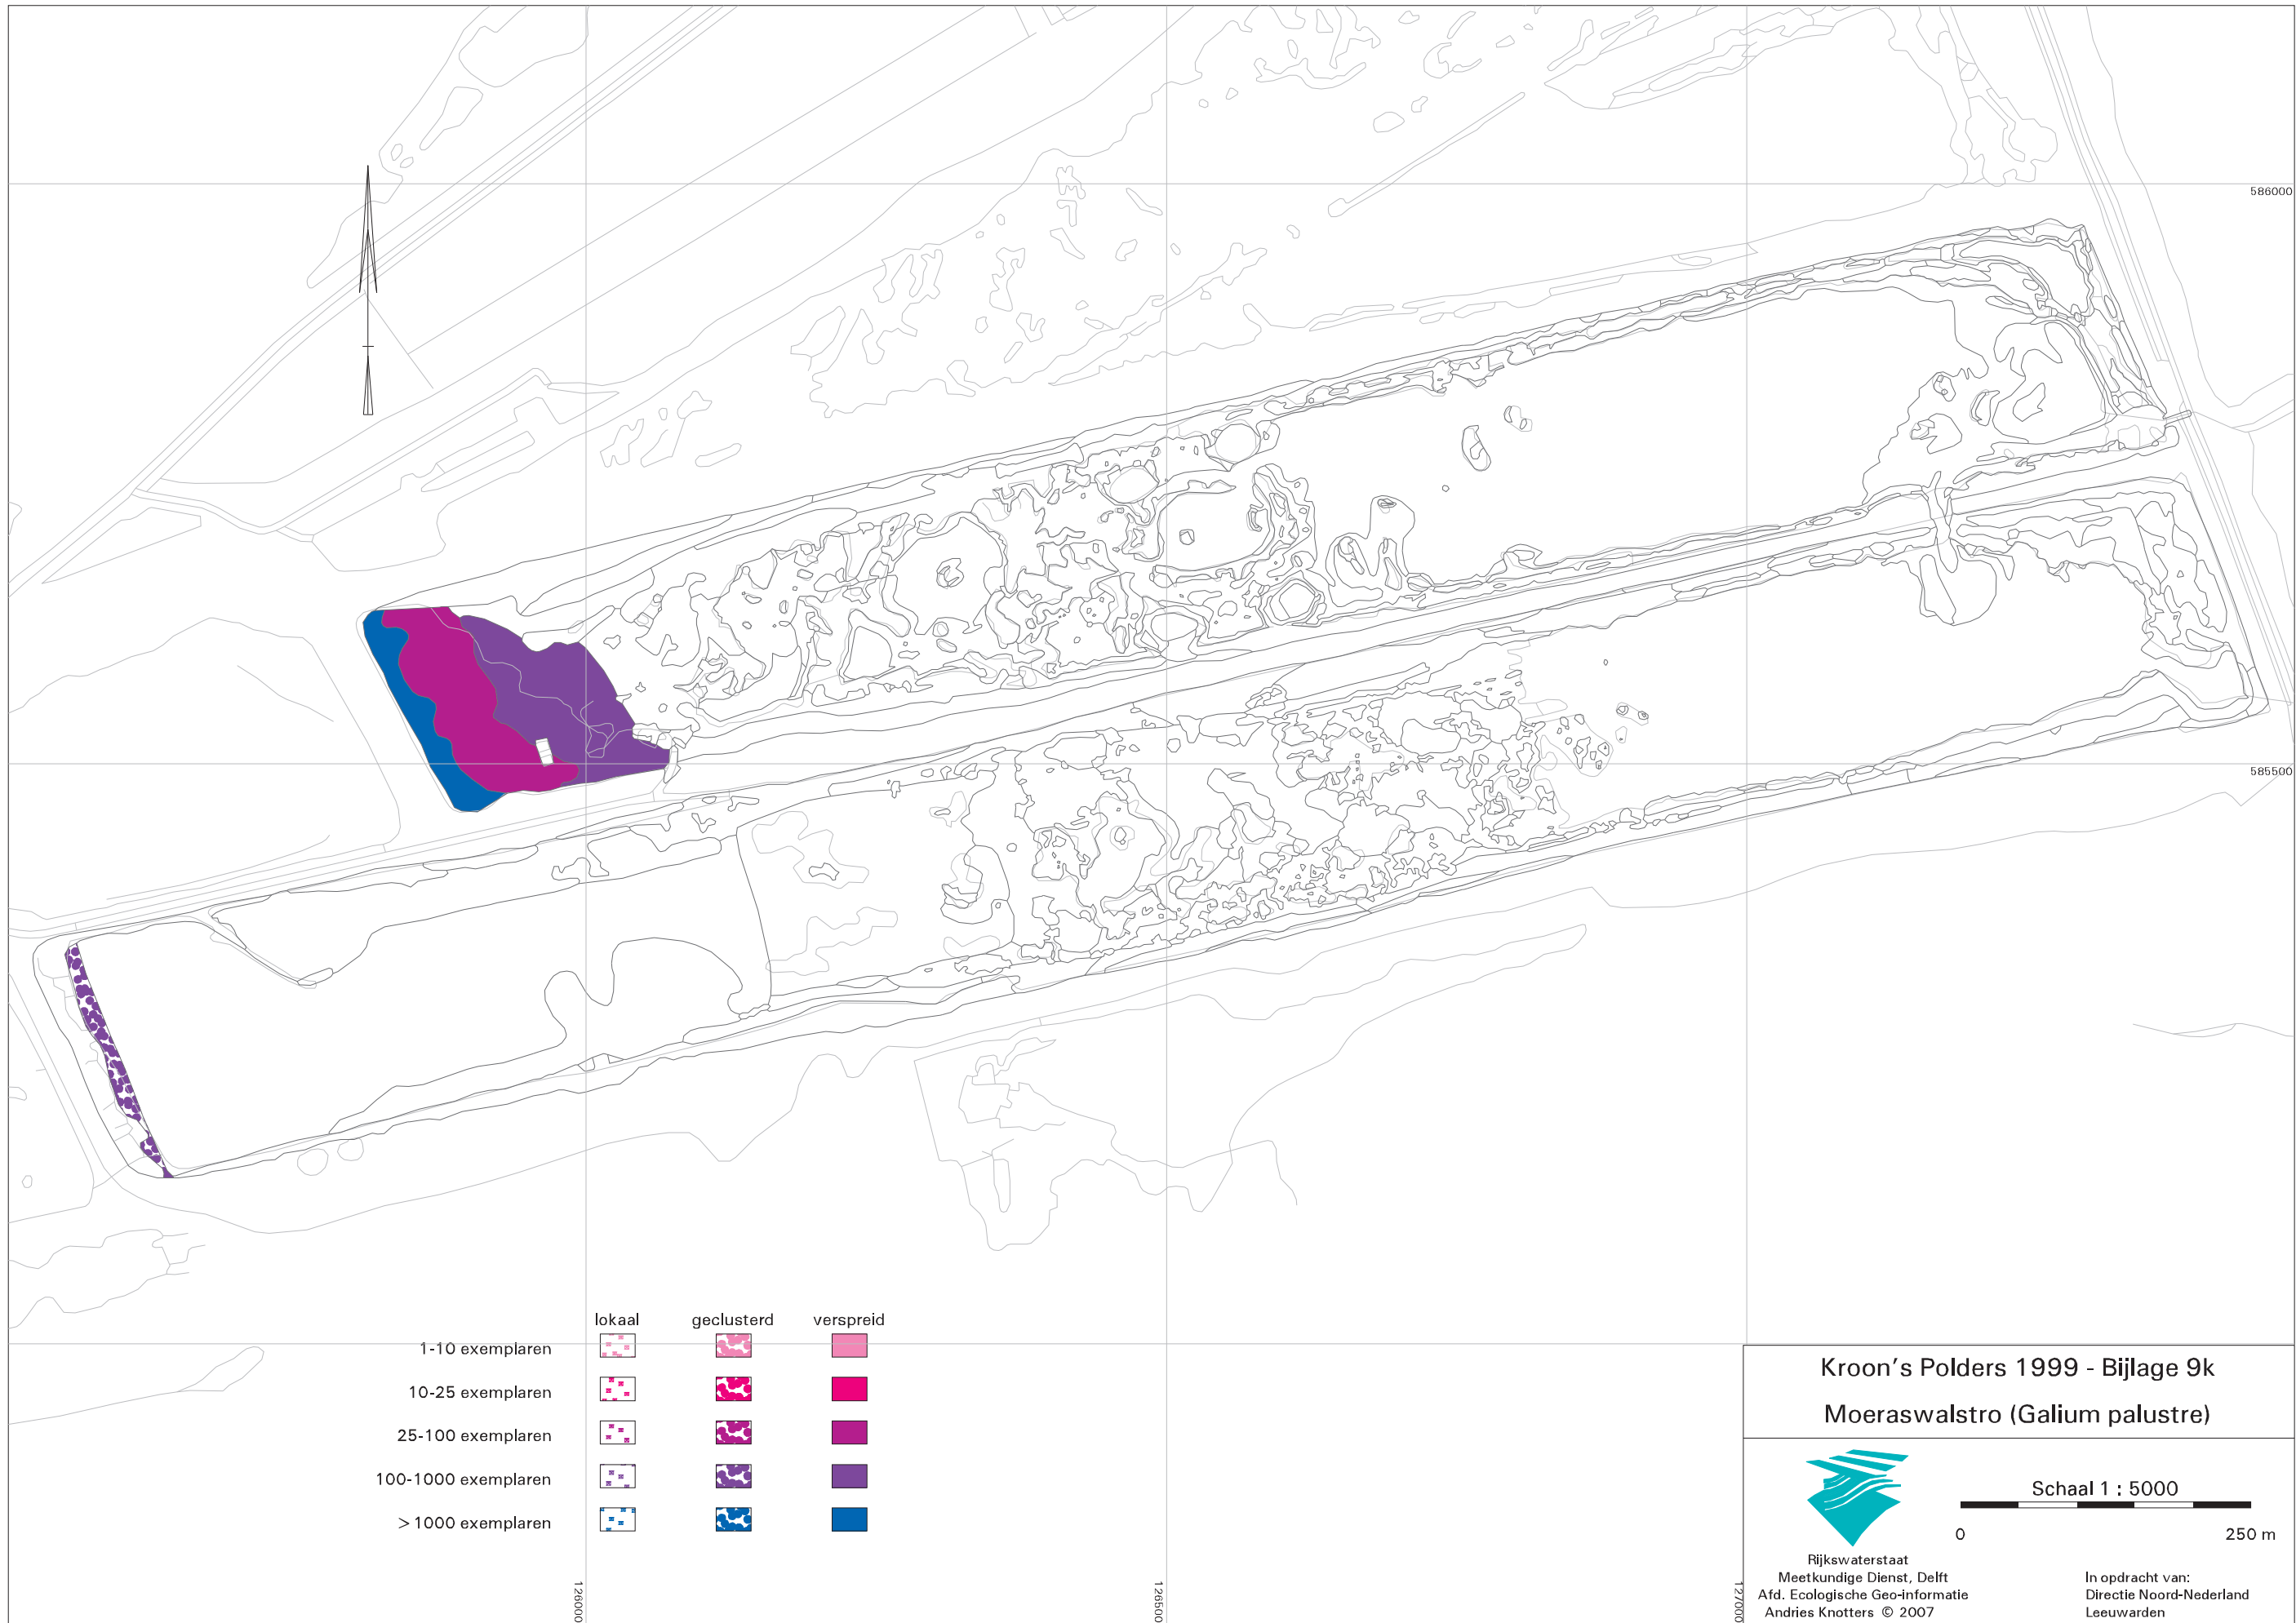 586000
585500
lokaal geclusterd verspreid
1-10 exemplaren
10-25 exemplaren
25-100 exemplaren
100-1000 exemplaren
>1000 exemplaren
126000
126500
127000
Kroon's Polders 1999 - Bijlage 9k
Moeraswalstro (Galium palustre)
Schaal 1 : 5000
0 250 m
Rijkswaterstaat
Meetkundige Dienst, Delft
Afd. Ecologische Geo-informatie
Andries Knotters © 2007
In opdracht van:
Directie Noord-Nederland
Leeuwarden